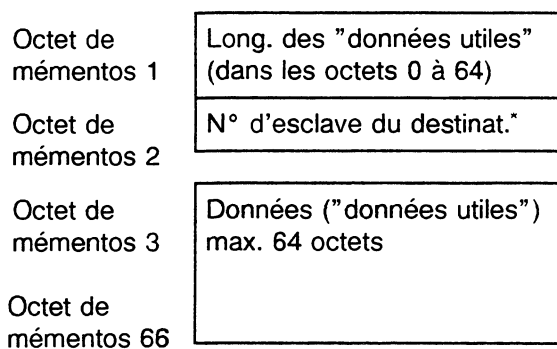 Octet de
mémentos 1
Long. des "données utiles"
(dans les octets 0 à 64)
Octet de
mémentos 2
N° d'esclave du destinat.*
Octet de
mémentos 3
Données ("données utiles")
max. 64 octets
Octet de
mémentos 66